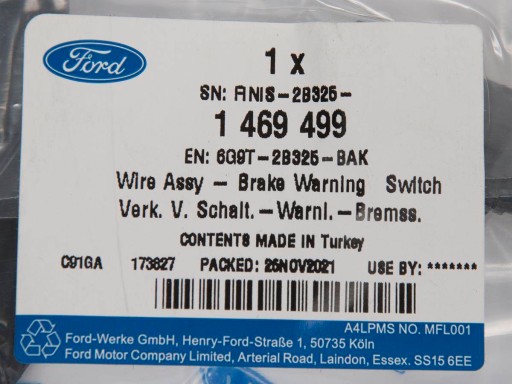 Ford
1 x
SN: FINIS-2B325-
1 469 499
EN: 6G9T-2B325-BAK
Wire Assy - Brake Warning Switch
Verk. V. Schalt.-Warnl.-Bremss.
CONTENTS MADE IN Turkey
C91GA 173827 PACKED: 25NOV2021 USE BY: *******
A4LPMS NO. MFL001
Ford-Werke GmbH, Henry-Ford-Straße 1, 50735 Köln
Ford Motor Company Limited, Arterial Road, Laindon, Essex. SS15 6EE